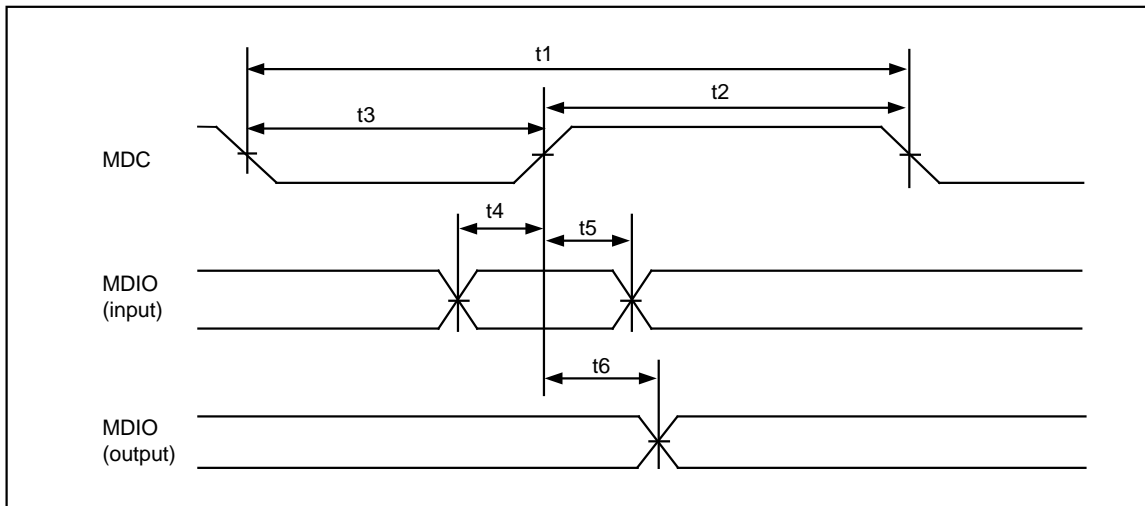 t1
t2
t3
MDC
t4
t5
MDIO
(input)
t6
MDIO
(output)